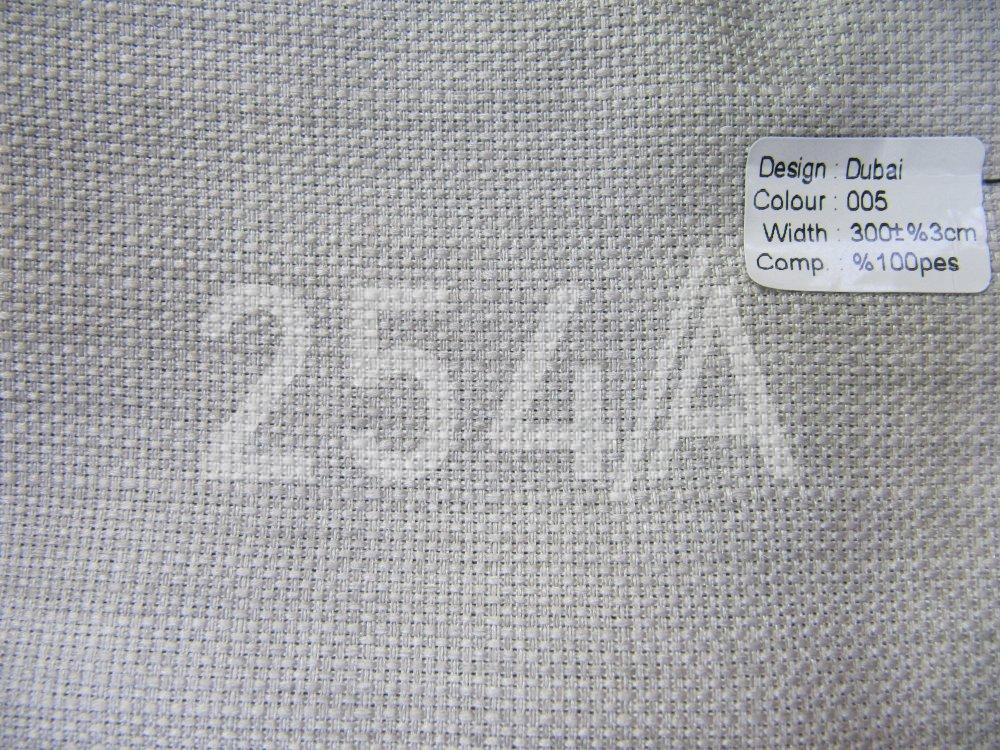 Design : Dubai
Colour : 005
Width : 300±%3cm
Comp. : %100pes
254A